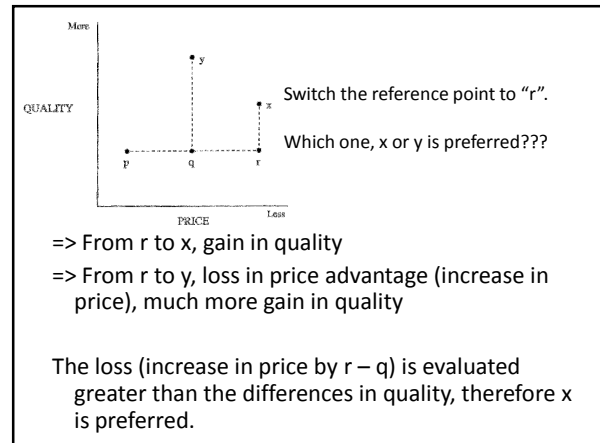 More
y
QUALITY
x
Switch the reference point to “r”.
Which one, x or y is preferred???
p
q
r
Less
PRICE
=> From r to x, gain in quality
=> From r to y, loss in price advantage (increase in
price), much more gain in quality
The loss (increase in price by r – q) is evaluated
greater than the differences in quality, therefore x
is preferred.